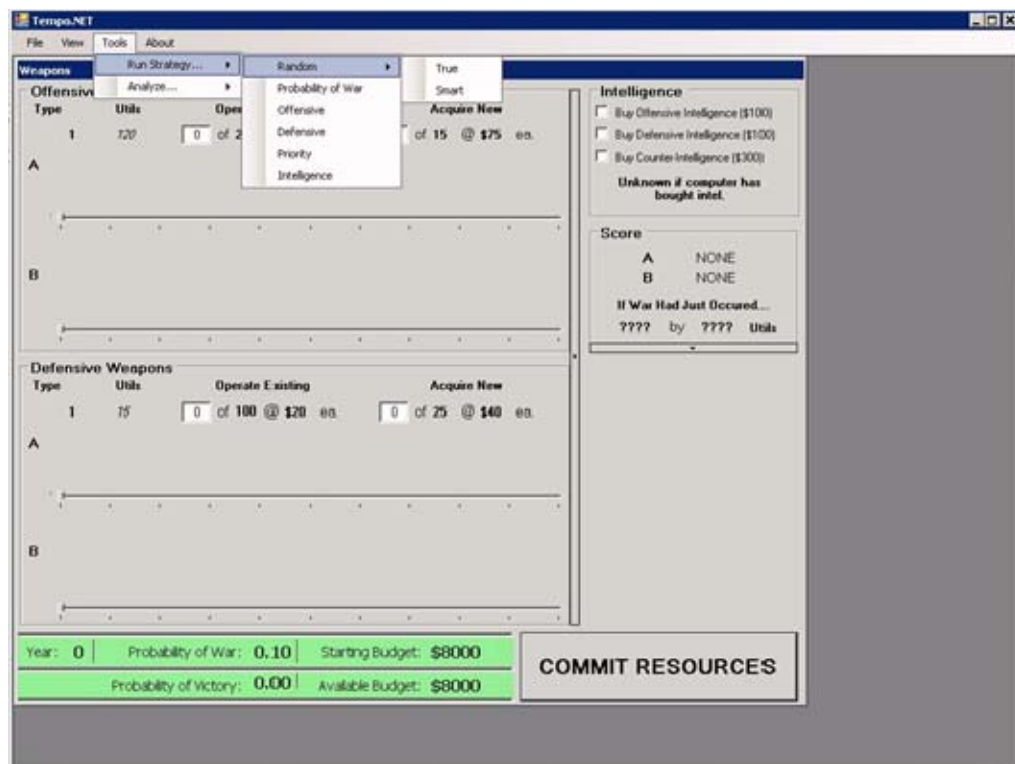 Tempo.NET
File View Tools About
Weapons
Run Strategy...
Analyze...
Random
Probability of War
Offensive
Defensive
Priority
Intelligence
True
Smart
Offensiv
Type Utils Oper Acquire New
1 120 0 of 2 of 15 @ $75 ea.
A
B
Defensive Weapons
Type Utils Operate Existing Acquire New
1 15 0 of 100 @ $20 ea. 0 of 25 @ $40 ea.
A
B
Intelligence
Buy Offensive Intelligence ($100)
Buy Defensive Intelligence ($100)
Buy Counter-Intelligence ($300)
Unknown if computer has
bought intel.
Score
A NONE
B NONE
If War Had Just Occured...
???? by ???? Utils
Year: 0 Probability of War: 0.10 Starting Budget: $8000
Probability of Victory: 0.00 Available Budget: $8000
COMMIT RESOURCES